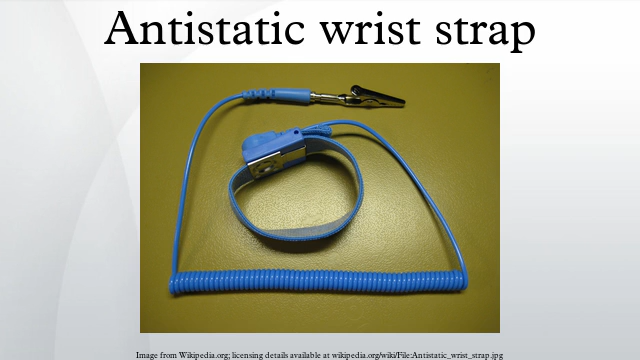 Antistatic wrist strap
Image from Wikipedia.org; licensing details available at wikipedia.org/wiki/File:Antistatic_wrist_strap.jpg